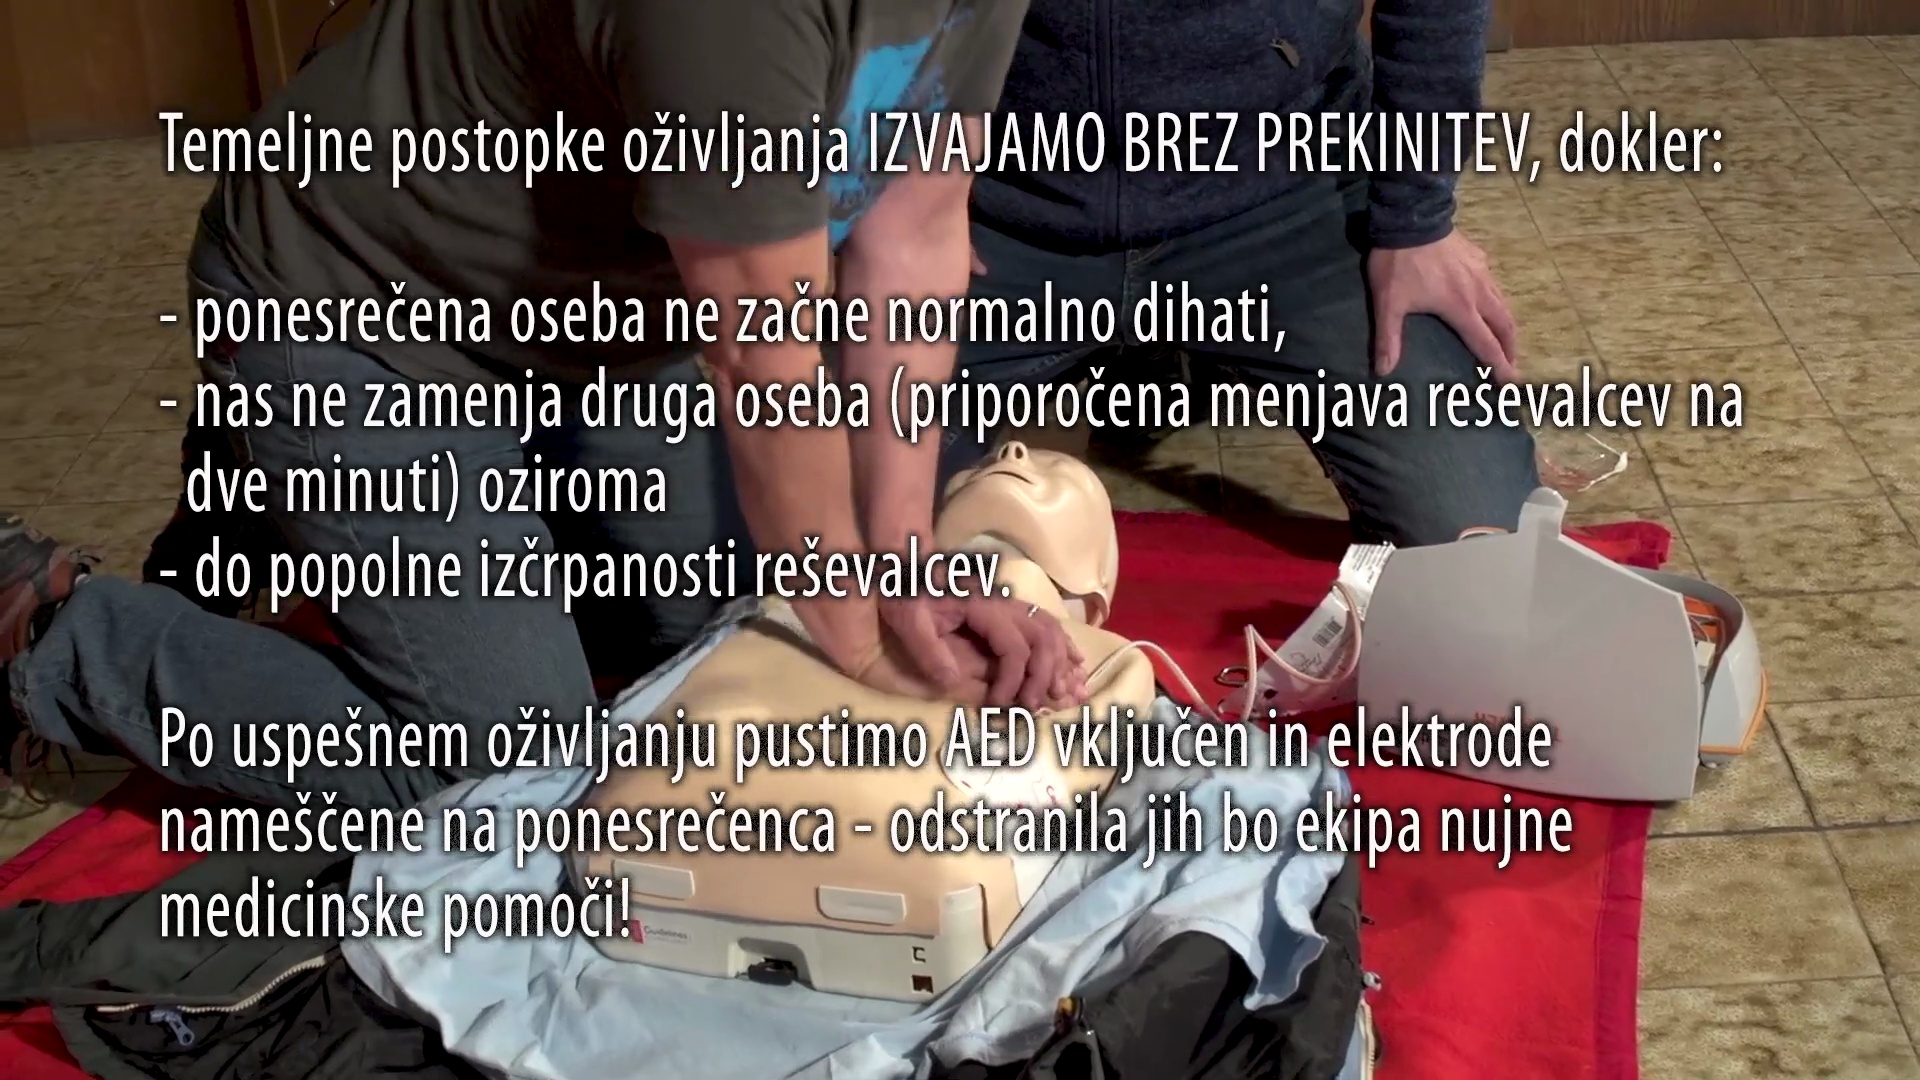 Temeljne postopke oživljanja IZVAJAMO BREZ PREKINITEV, dokler:
- ponesrečena oseba ne začne normalno dihati,
- nas ne zamenja druga oseba (priporočena menjava reševalcev na
dve minuti) oziroma
- do popolne izčrpanosti reševalcev.
Po uspešnem oživljanju pustimo AED vključen in elektrode
nameščene na ponesrečenca - odstranila jih bo ekipa nujne
medicinske pomoči!
Guidelines